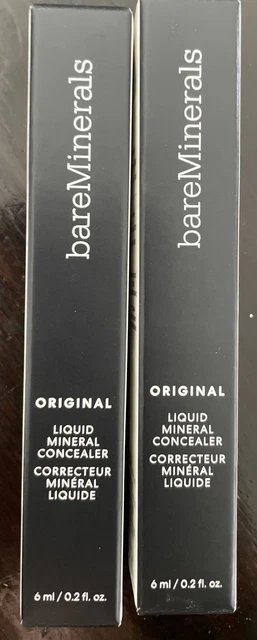 bareMinerals
ORIGINAL
LIQUID
MINERAL
CONCEALER
CORRECTEUR
MINÉRAL
LIQUIDE
6 ml / 0.2 fl. oz.
bareMinerals
ORIGINAL
LIQUID
MINERAL
CONCEALER
CORRECTEUR
MINÉRAL
LIQUIDE
6 ml / 0.2 fl. oz.